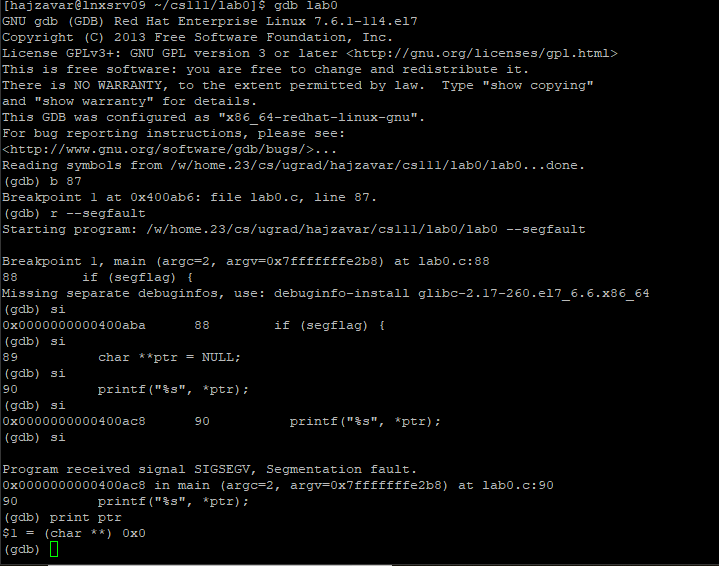 [hajzavar@lnxsrv09 ~/cs111/lab0]$ gdb lab0
GNU gdb (GDB) Red Hat Enterprise Linux 7.6.1-114.el7
Copyright (C) 2013 Free Software Foundation, Inc.
License GPLv3+: GNU GPL version 3 or later <http://gnu.org/licenses/gpl.html>
This is free software: you are free to change and redistribute it.
There is NO WARRANTY, to the extent permitted by law.  Type "show copying"
and "show warranty" for details.
This GDB was configured as "x86_64-redhat-linux-gnu".
For bug reporting instructions, please see:
<http://www.gnu.org/software/gdb/bugs/>...
Reading symbols from /w/home.23/cs/ugrad/hajzavar/cs111/lab0/lab0...done.
(gdb) b 87
Breakpoint 1 at 0x400ab6: file lab0.c, line 87.
(gdb) r --segfault
Starting program: /w/home.23/cs/ugrad/hajzavar/cs111/lab0/lab0 --segfault

Breakpoint 1, main (argc=2, argv=0x7fffffffe2b8) at lab0.c:88
88        if (segflag) {
Missing separate debuginfos, use: debuginfo-install glibc-2.17-260.el7_6.6.x86_64
(gdb) si
0x0000000000400aba      88        if (segflag) {
(gdb) si
89          char **ptr = NULL;
(gdb) si
90          printf("%s", *ptr);
(gdb) si
0x0000000000400ac8      90          printf("%s", *ptr);
(gdb) si

Program received signal SIGSEGV, Segmentation fault.
0x0000000000400ac8 in main (argc=2, argv=0x7fffffffe2b8) at lab0.c:90
90          printf("%s", *ptr);
(gdb) print ptr
$1 = (char **) 0x0
(gdb)